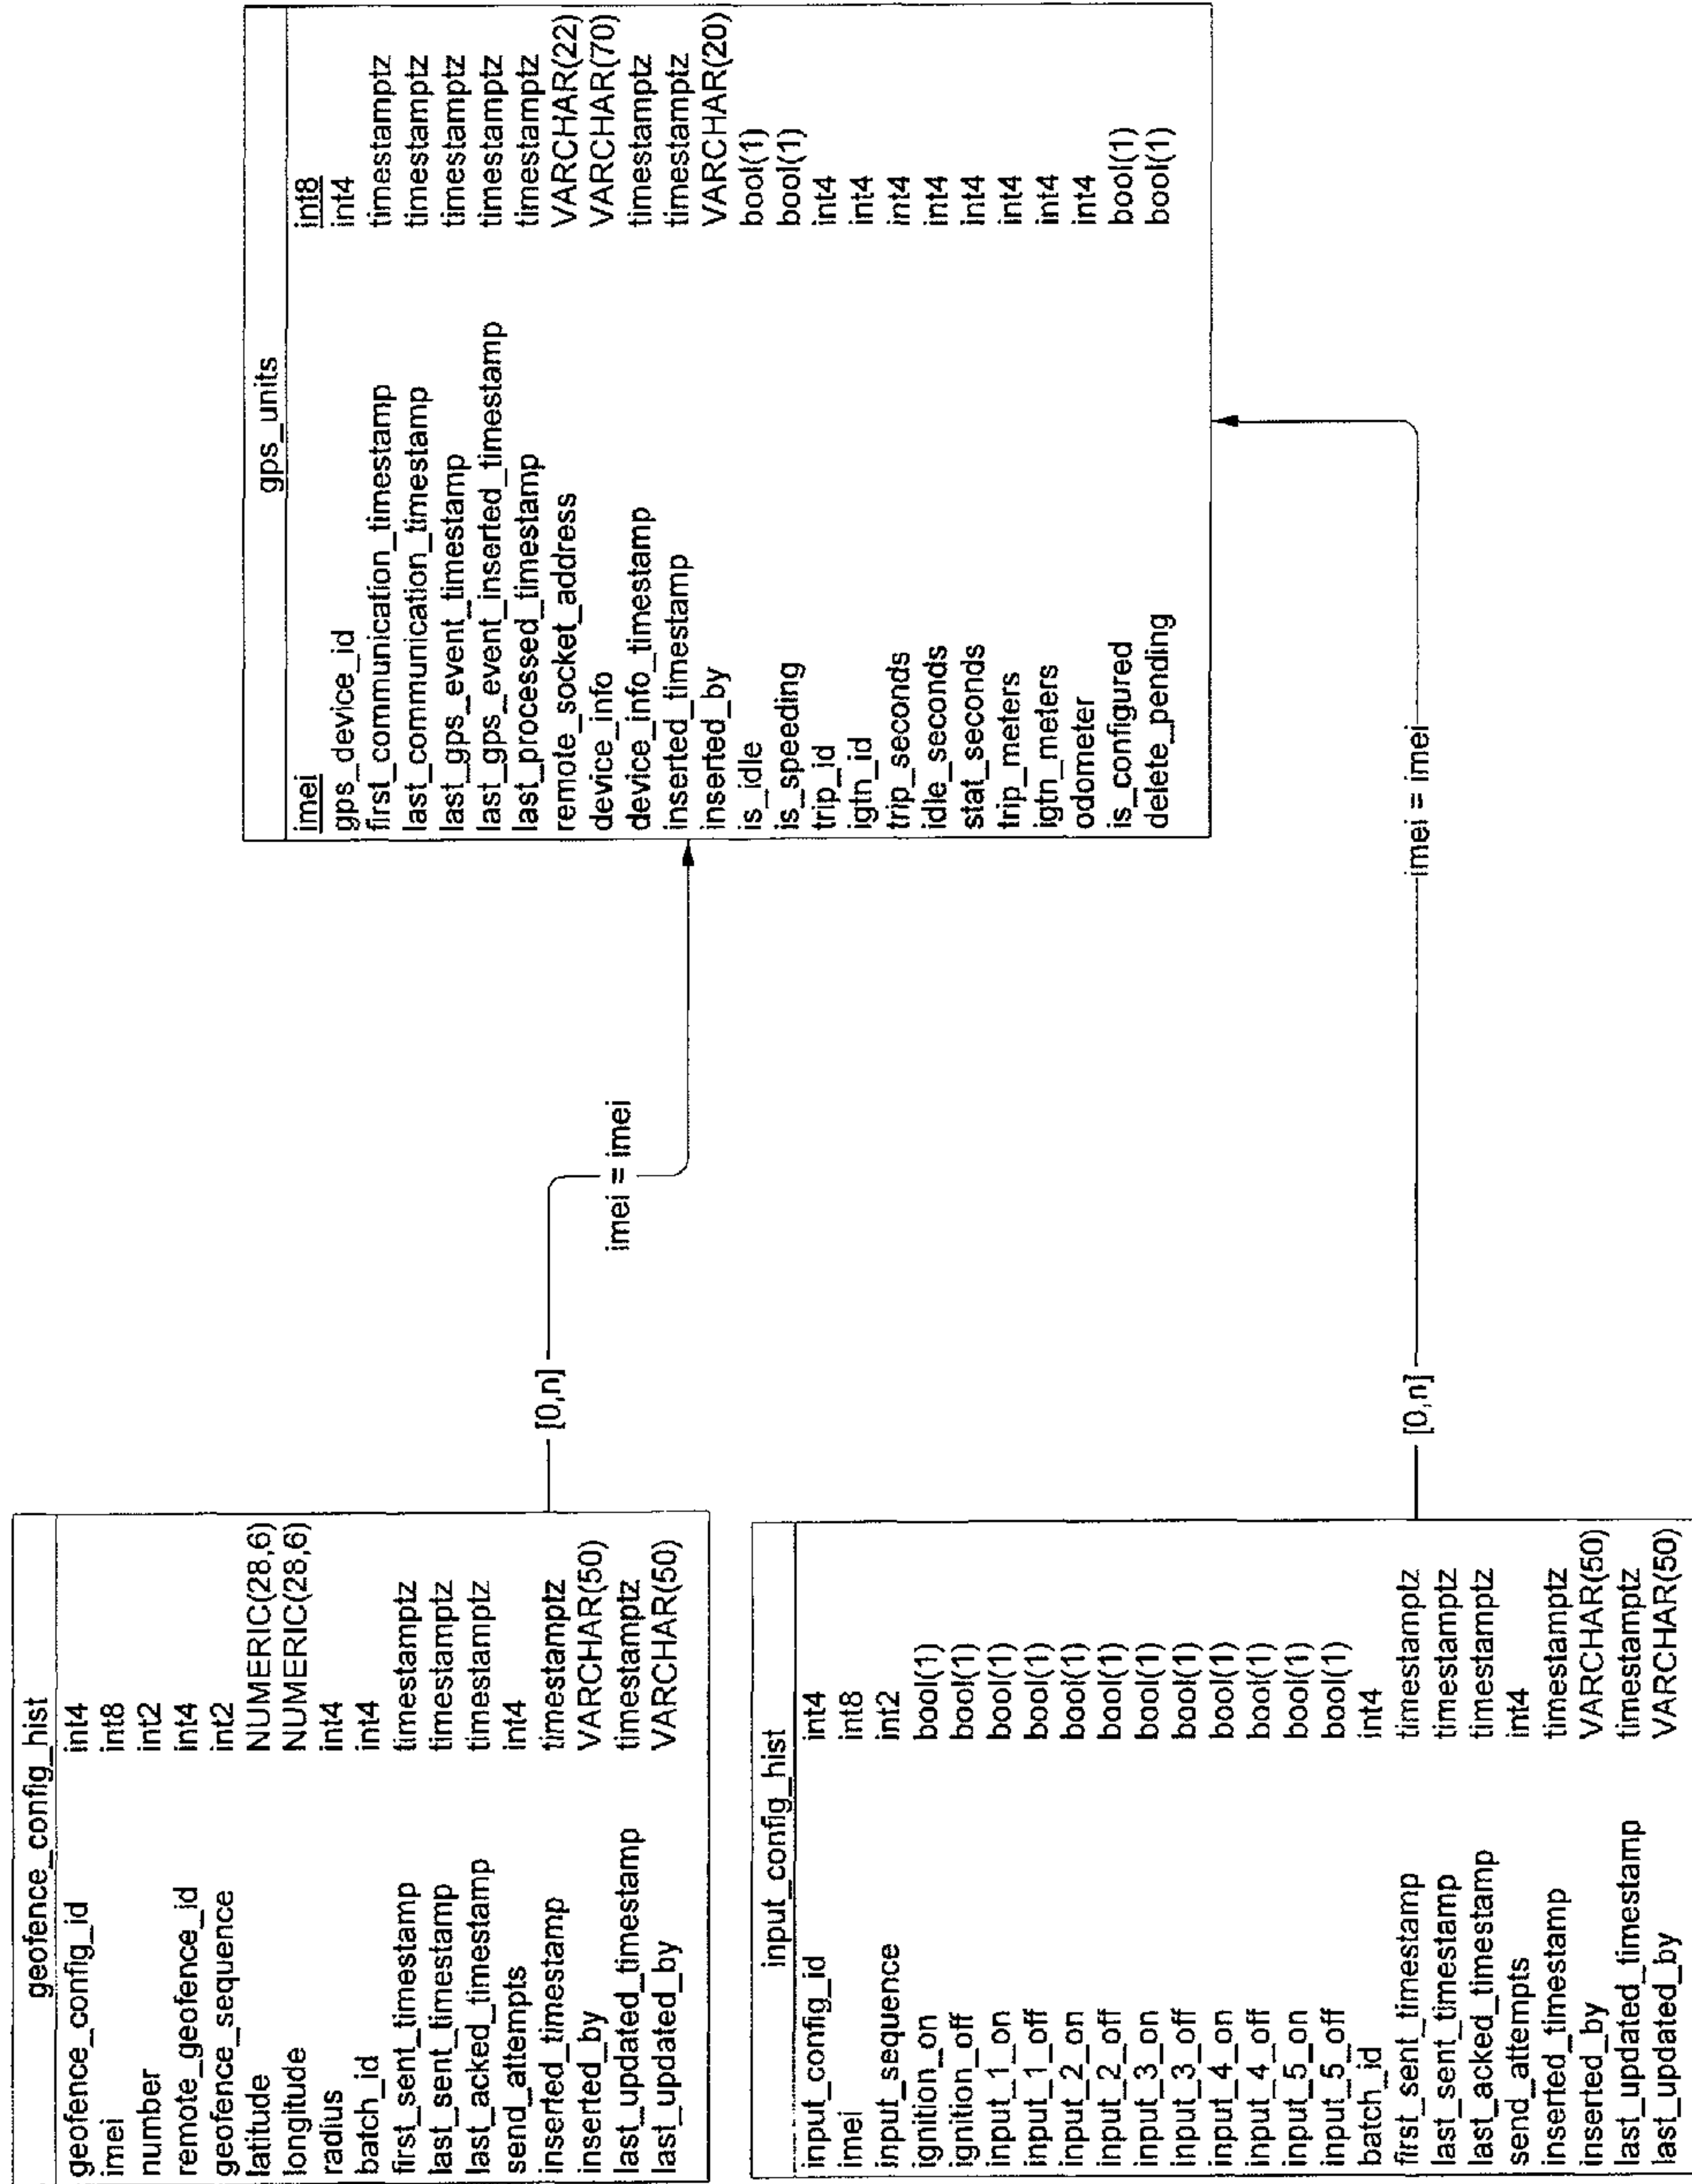 geofence_config_hist
geofence_config_id int4
imei int8
number int2
remote_geofence_id int4
geofence_sequence int2
latitude NUMERIC(28,6)
longitude NUMERIC(28,6)
radius int4
batch_id int4
first_sent_timestamp timestamptz
last_sent_timestamp timestamptz
last_acked_timestamp timestamptz
send_attempts int4
inserted_timestamp timestamptz
inserted_by VARCHAR(50)
last_updated_timestamp timestamptz
last_updated_by VARCHAR(50)
[0,n]
imei = imei
gps_units
imei int8
gps_device_id int4
first_communication_timestamp timestamptz
last_communication_timestamp timestamptz
last_gps_event_timestamp timestamptz
last_gps_event_inserted_timestamp timestamptz
last_processed_timestamp timestamptz
remote_socket_address VARCHAR(22)
device_info VARCHAR(70)
device_info_timestamp timestamptz
inserted_timestamp timestamptz
inserted_by VARCHAR(20)
is_idle bool(1)
is_speeding bool(1)
trip_id int4
igtn_id int4
trip_seconds int4
idle_seconds int4
stat_seconds int4
trip_meters int4
igtn_meters int4
odometer int4
is_configured bool(1)
delete_pending bool(1)
input_config_hist
input_config_id int4
imei int8
input_sequence int2
ignition_on bool(1)
ignition_off bool(1)
input_1_on bool(1)
input_1_off bool(1)
input_2_on bool(1)
input_2_off bool(1)
input_3_on bool(1)
input_3_off bool(1)
input_4_on bool(1)
input_4_off bool(1)
input_5_on bool(1)
input_5_off bool(1)
batch_id int4
first_sent_timestamp timestamptz
last_sent_timestamp timestamptz
last_acked_timestamp timestamptz
send_attempts int4
inserted_timestamp timestamptz
inserted_by VARCHAR(50)
last_updated_timestamp timestamptz
last_updated_by VARCHAR(50)
[0,n]
imei = imei